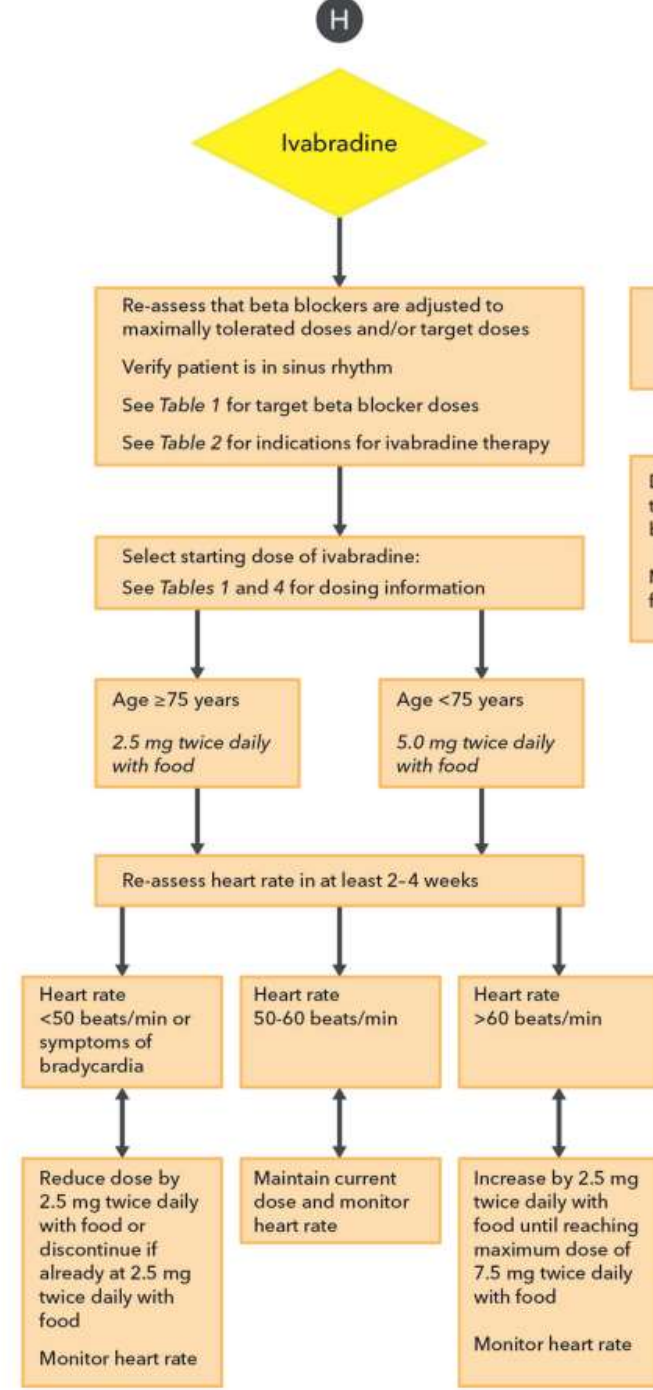 H
Ivabradine
Re-assess that beta blockers are adjusted to
maximally tolerated doses and/or target doses
Verify patient is in sinus rhythm
See Table 1 for target beta blocker doses
See Table 2 for indications for ivabradine therapy
Select starting dose of ivabradine:
See Tables 1 and 4 for dosing information
Age ≥75 years
2.5 mg twice daily
with food
Age <75 years
5.0 mg twice daily
with food
Re-assess heart rate in at least 2–4 weeks
Heart rate
<50 beats/min or
symptoms of
bradycardia
Heart rate
50-60 beats/min
Heart rate
>60 beats/min
Reduce dose by
2.5 mg twice daily
with food or
discontinue if
already at 2.5 mg
twice daily with
food
Monitor heart rate
Maintain current
dose and monitor
heart rate
Increase by 2.5 mg
twice daily with
food until reaching
maximum dose of
7.5 mg twice daily
with food
Monitor heart rate